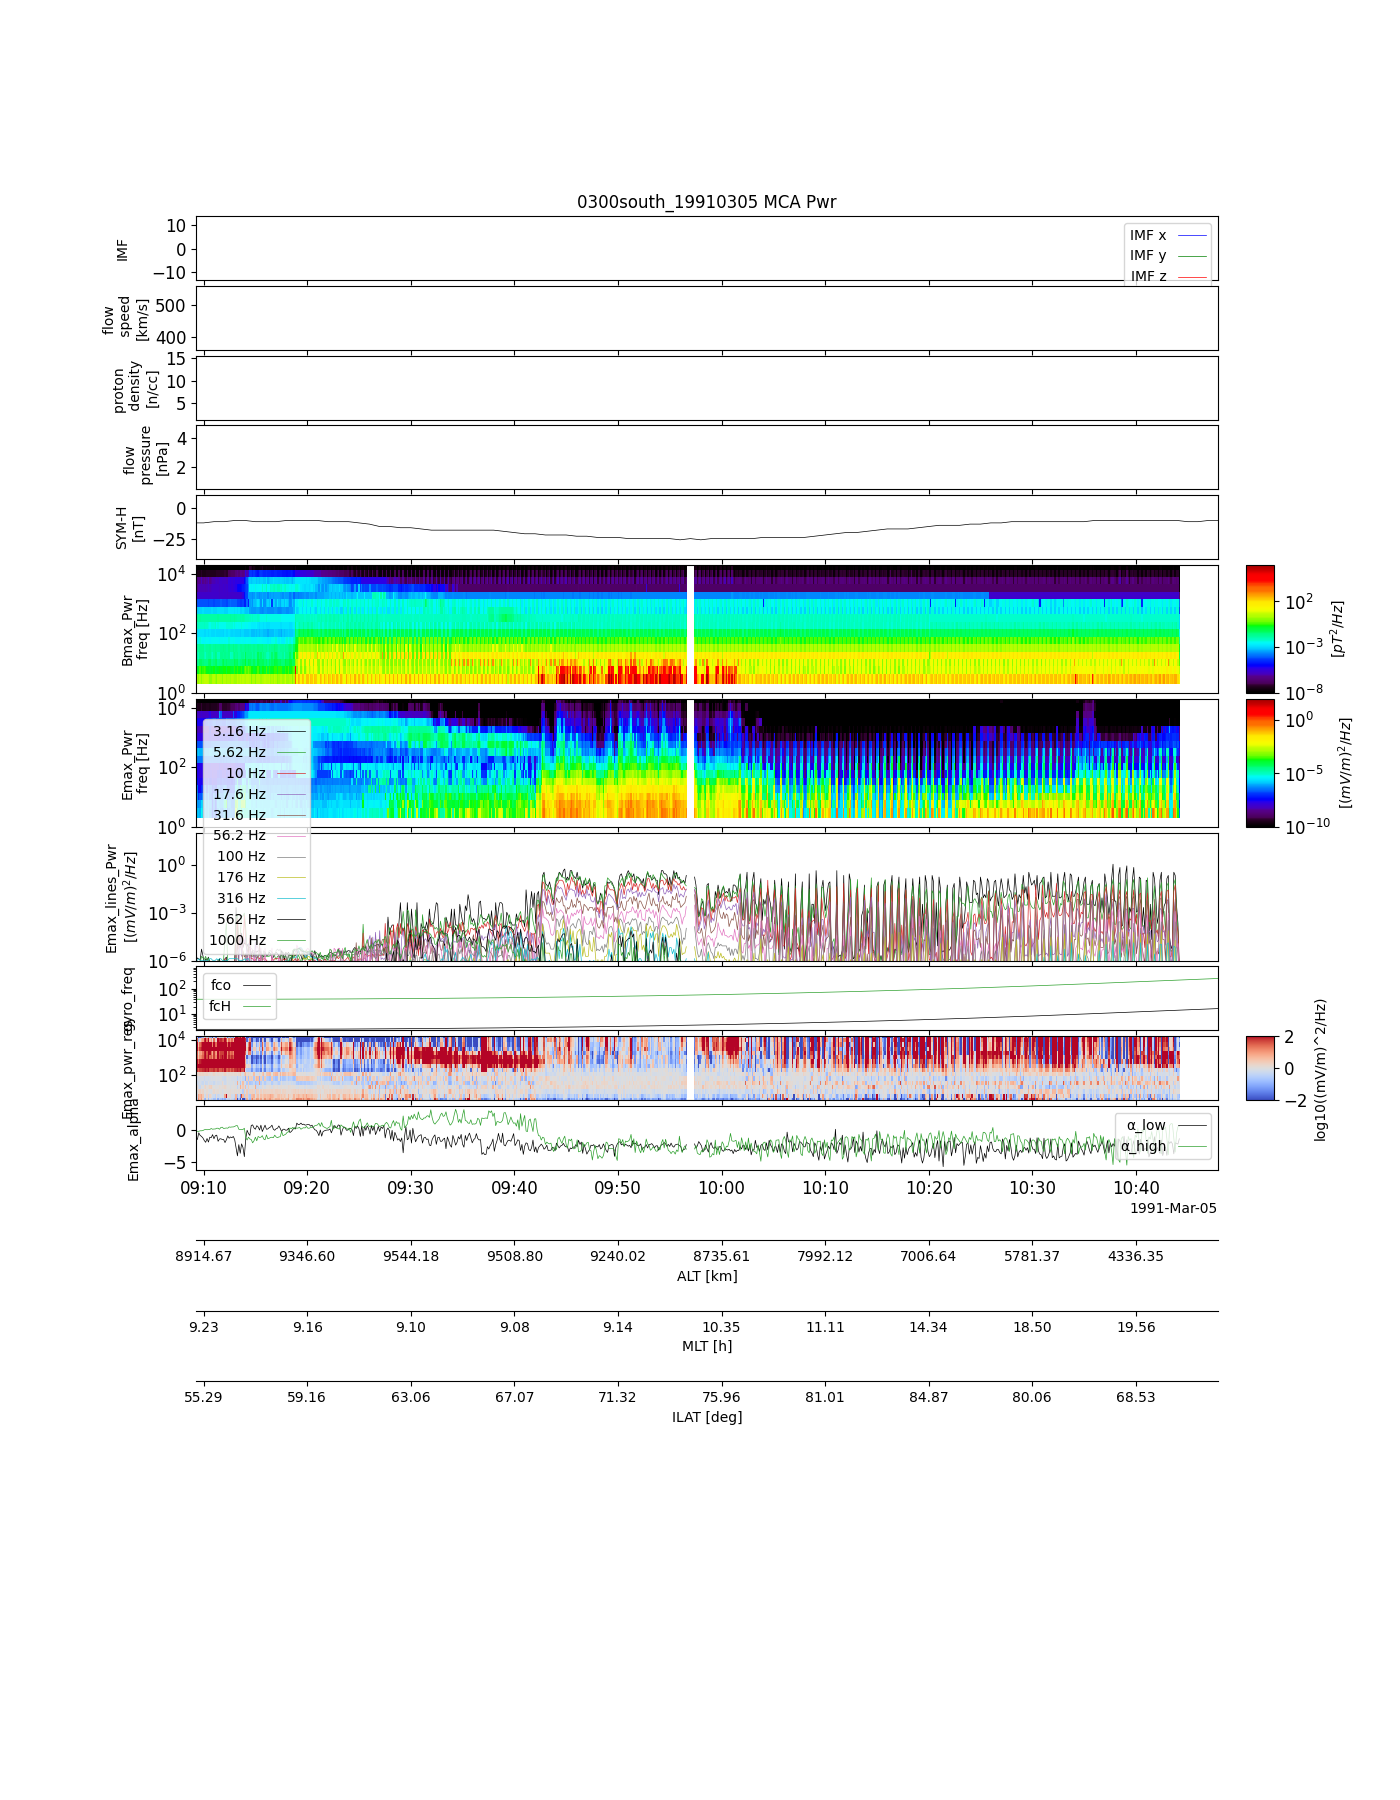 0300south_19910305 MCA Pwr
10
0
−10
IMF
IMF x
IMF y
IMF z
500
400
flow
speed
[km/s]
15
10
5
proton
density
[n/cc]
4
2
flow
pressure
[nPa]
0
−25
SYM-H
[nT]
10^4
10^2
10^0
Bmax_Pwr
freq [Hz]
10^2
10^−3
10^−8
[pT^2/Hz]
10^4
10^2
10^0
Emax_Pwr
freq [Hz]
10^0
10^−5
10^−10
[(mV/m)^2/Hz]
3.16 Hz
5.62 Hz
10 Hz
17.6 Hz
31.6 Hz
56.2 Hz
100 Hz
176 Hz
316 Hz
562 Hz
1000 Hz
10^0
10^−3
10^−6
Emax_lines_Pwr
[(mV/m)^2/Hz]
10^2
10^1
fco
fcH
10^4
10^2
2
0
−2
log10((mV/m)^2/Hz)
0
−5
Emax_alpha
α_low
α_high
09:10 09:20 09:30 09:40 09:50 10:00 10:10 10:20 10:30 10:40
1991-Mar-05
8914.67 9346.60 9544.18 9508.80 9240.02 8735.61 7992.12 7006.64 5781.37 4336.35
ALT [km]
9.23 9.16 9.10 9.08 9.14 10.35 11.11 14.34 18.50 19.56
MLT [h]
55.29 59.16 63.06 67.07 71.32 75.96 81.01 84.87 80.06 68.53
ILAT [deg]